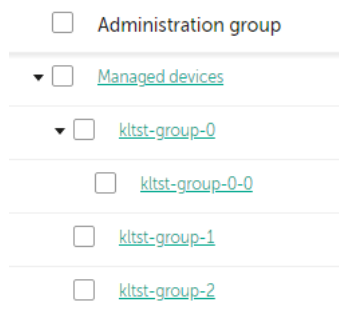 Administration group
Managed devices
kltst-group-0
kltst-group-0-0
kltst-group-1
kltst-group-2